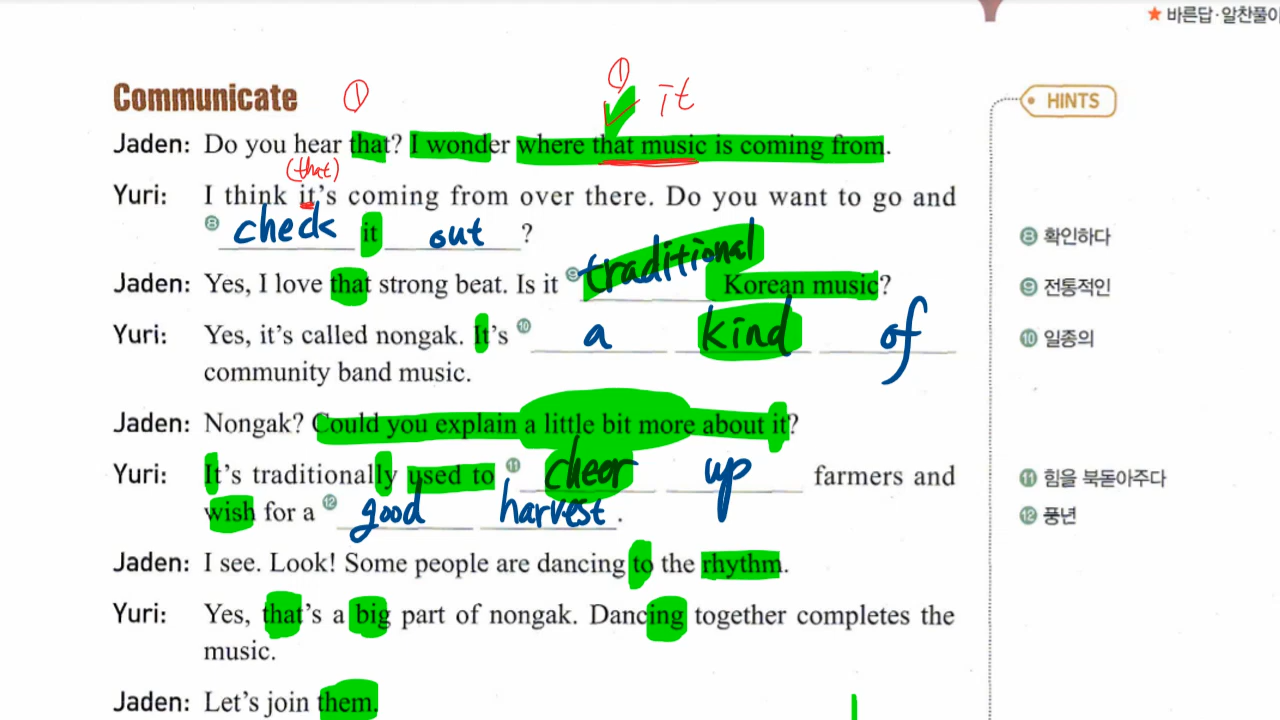 ★ 바른답·알찬풀이
Communicate
① ① it
HINTS
Jaden: Do you hear that? I wonder where that music is coming from.
(that)
Yuri: I think it's coming from over there. Do you want to go and
⑧ check it out ?
⑧ 확인하다
Jaden: Yes, I love that strong beat. Is it ⑨ traditional Korean music?
⑨ 전통적인
Yuri: Yes, it's called nongak. It's ⑩ a kind of
⑩ 일종의
community band music.
Jaden: Nongak? Could you explain a little bit more about it?
Yuri: It's traditionally used to ⑪ cheer up farmers and
⑪ 힘을 북돋아주다
wish for a ⑫ good harvest.
⑫ 풍년
Jaden: I see. Look! Some people are dancing to the rhythm.
Yuri: Yes, that's a big part of nongak. Dancing together completes the
music.
Jaden: Let's join them.